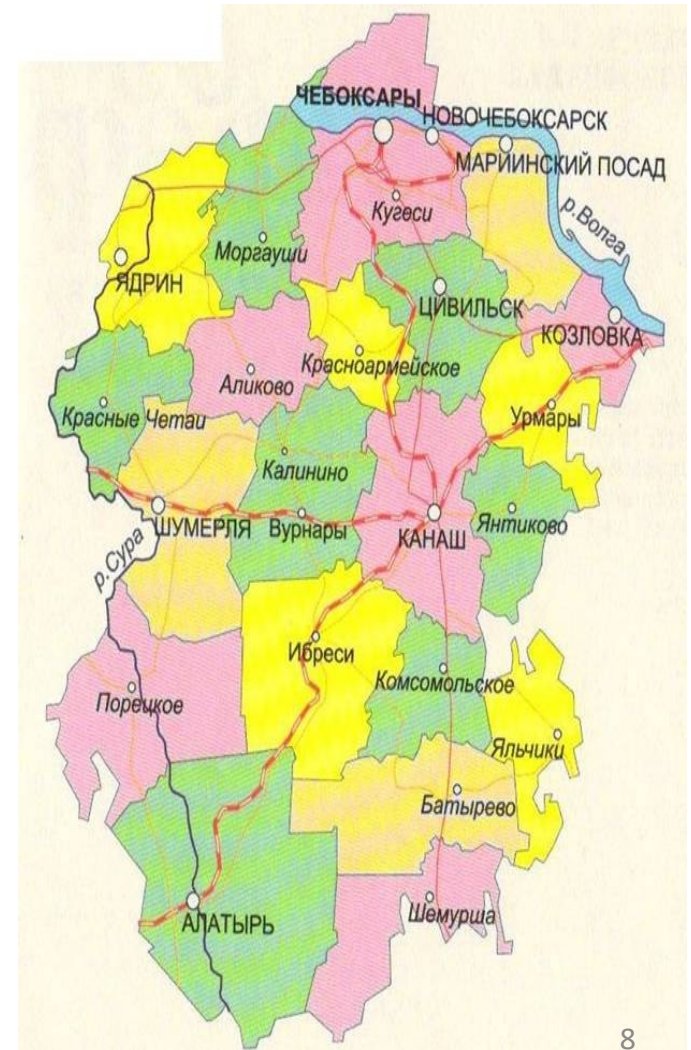 ЧЕБОКСАРЫ
НОВОЧЕБОКСАРСК
МАРИИНСКИЙ ПОСАД
Кугеси
р.Волга
Моргауши
ЯДРИН
ЦИВИЛЬСК
КОЗЛОВКА
Красноармейское
Аликово
Красные Четаи
Урмары
Калинино
ШУМЕРЛЯ
Вурнары
КАНАШ
Янтиково
р.Сура
Ибреси
Комсомольское
Порецкое
Яльчики
Батырево
Шемурша
АЛАТЫРЬ
8